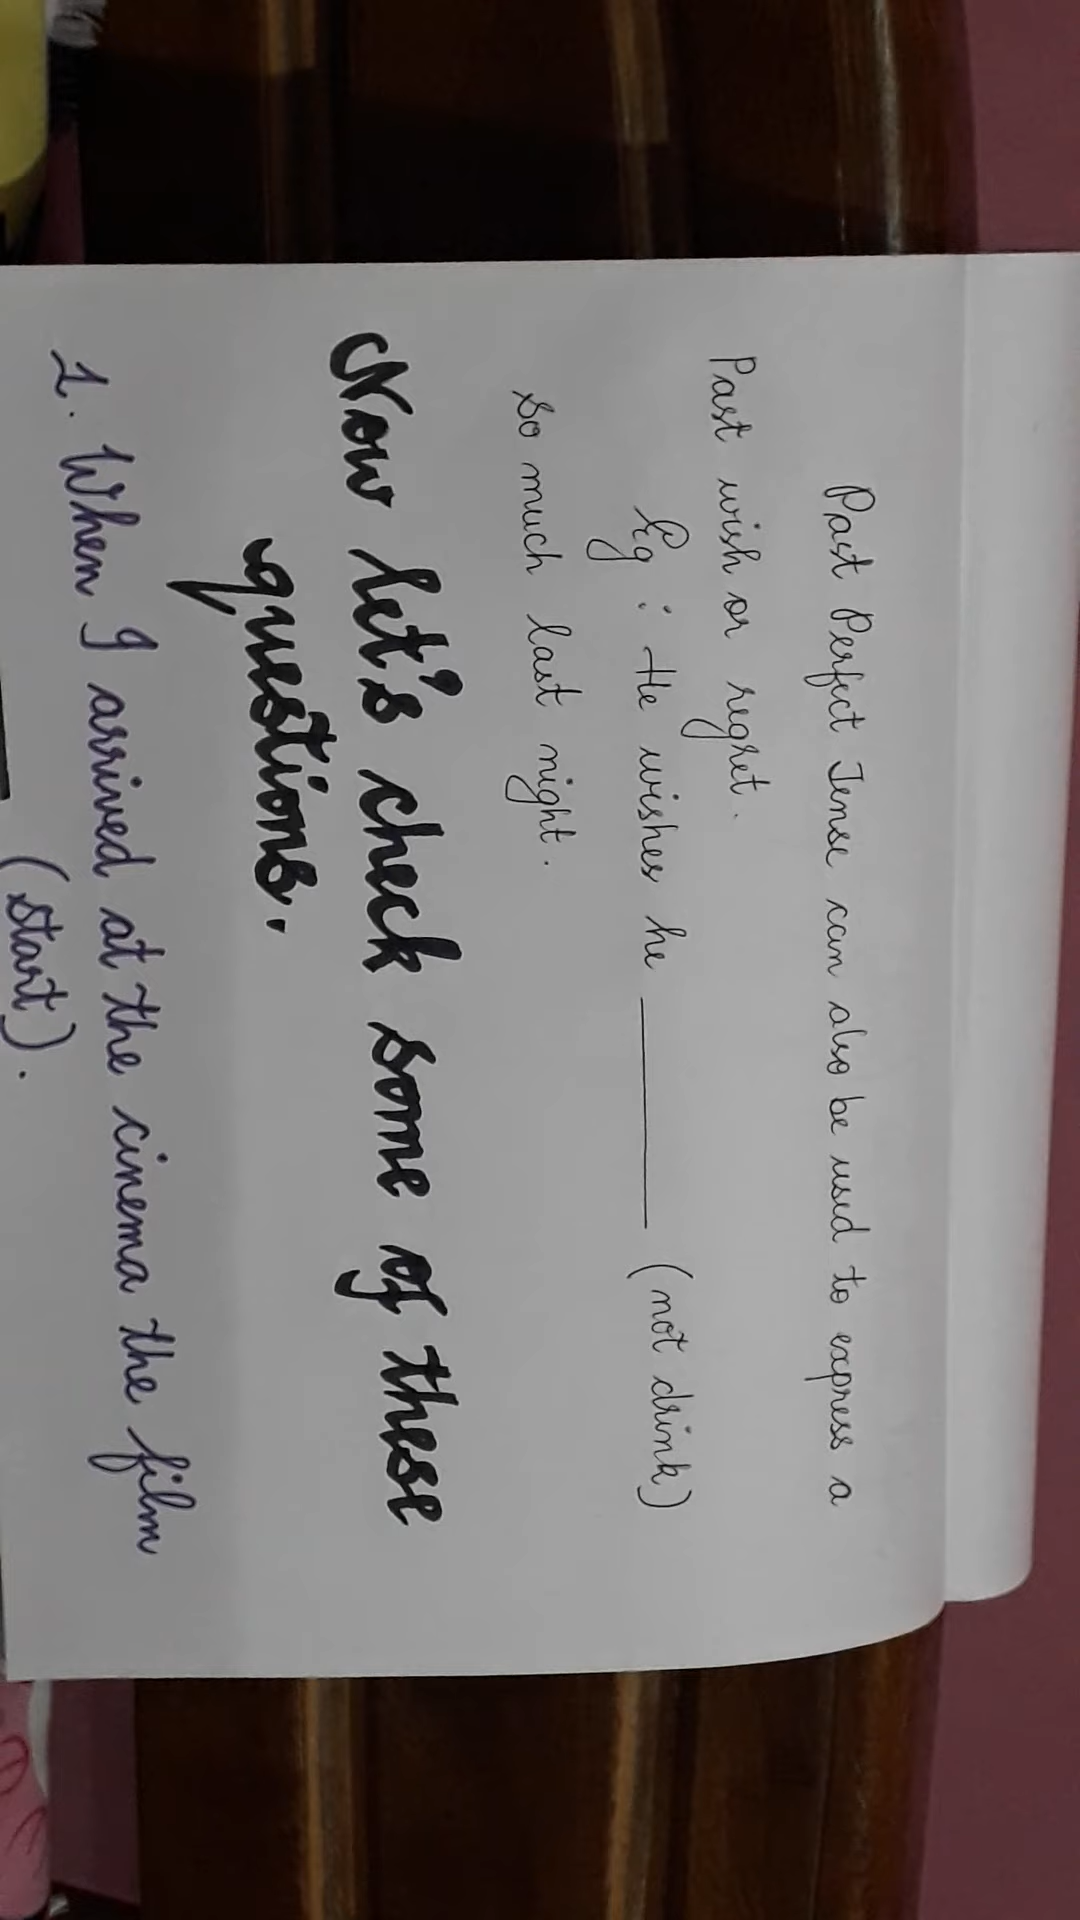 Past Perfect Tense can also be used to express a
Past wish or regret.
Eg : He wishes he ________ (not drink)
so much last night.
Now let's check some of these
questions.
1. When I arrived at the cinema the film
(start).